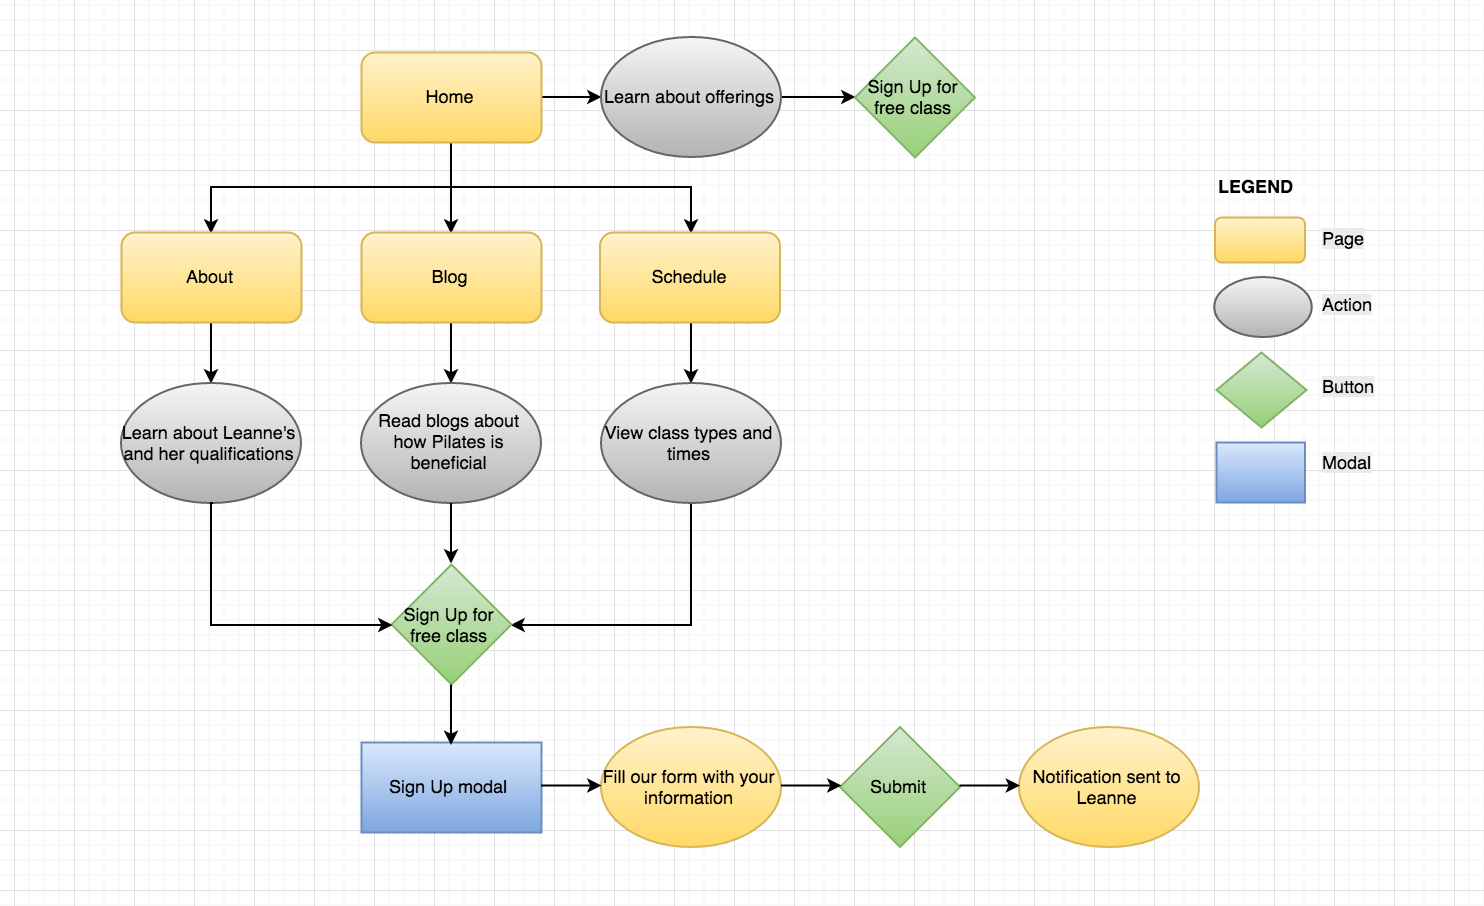 Home
Learn about offerings
Sign Up for
free class
LEGEND
Page
Action
Button
Modal
About
Blog
Schedule
Learn about Leanne's
and her qualifications
Read blogs about
how Pilates is
beneficial
View class types and
times
Sign Up for
free class
Sign Up modal
Fill our form with your
information
Submit
Notification sent to
Leanne